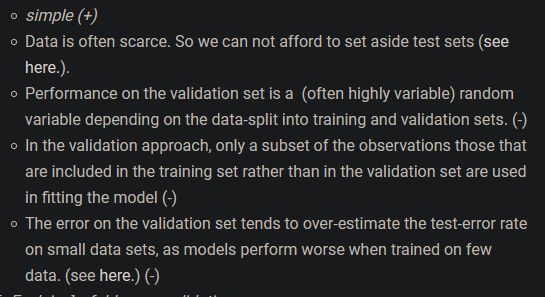 simple (+)
Data is often scarce. So we can not afford to set aside test sets (see
here.).
Performance on the validation set is a (often highly variable) random
variable depending on the data-split into training and validation sets. (-)
In the validation approach, only a subset of the observations those that
are included in the training set rather than in the validation set are used
in fitting the model (-)
The error on the validation set tends to over-estimate the test-error rate
on small data sets, as models perform worse when trained on few
data. (see here.) (-)